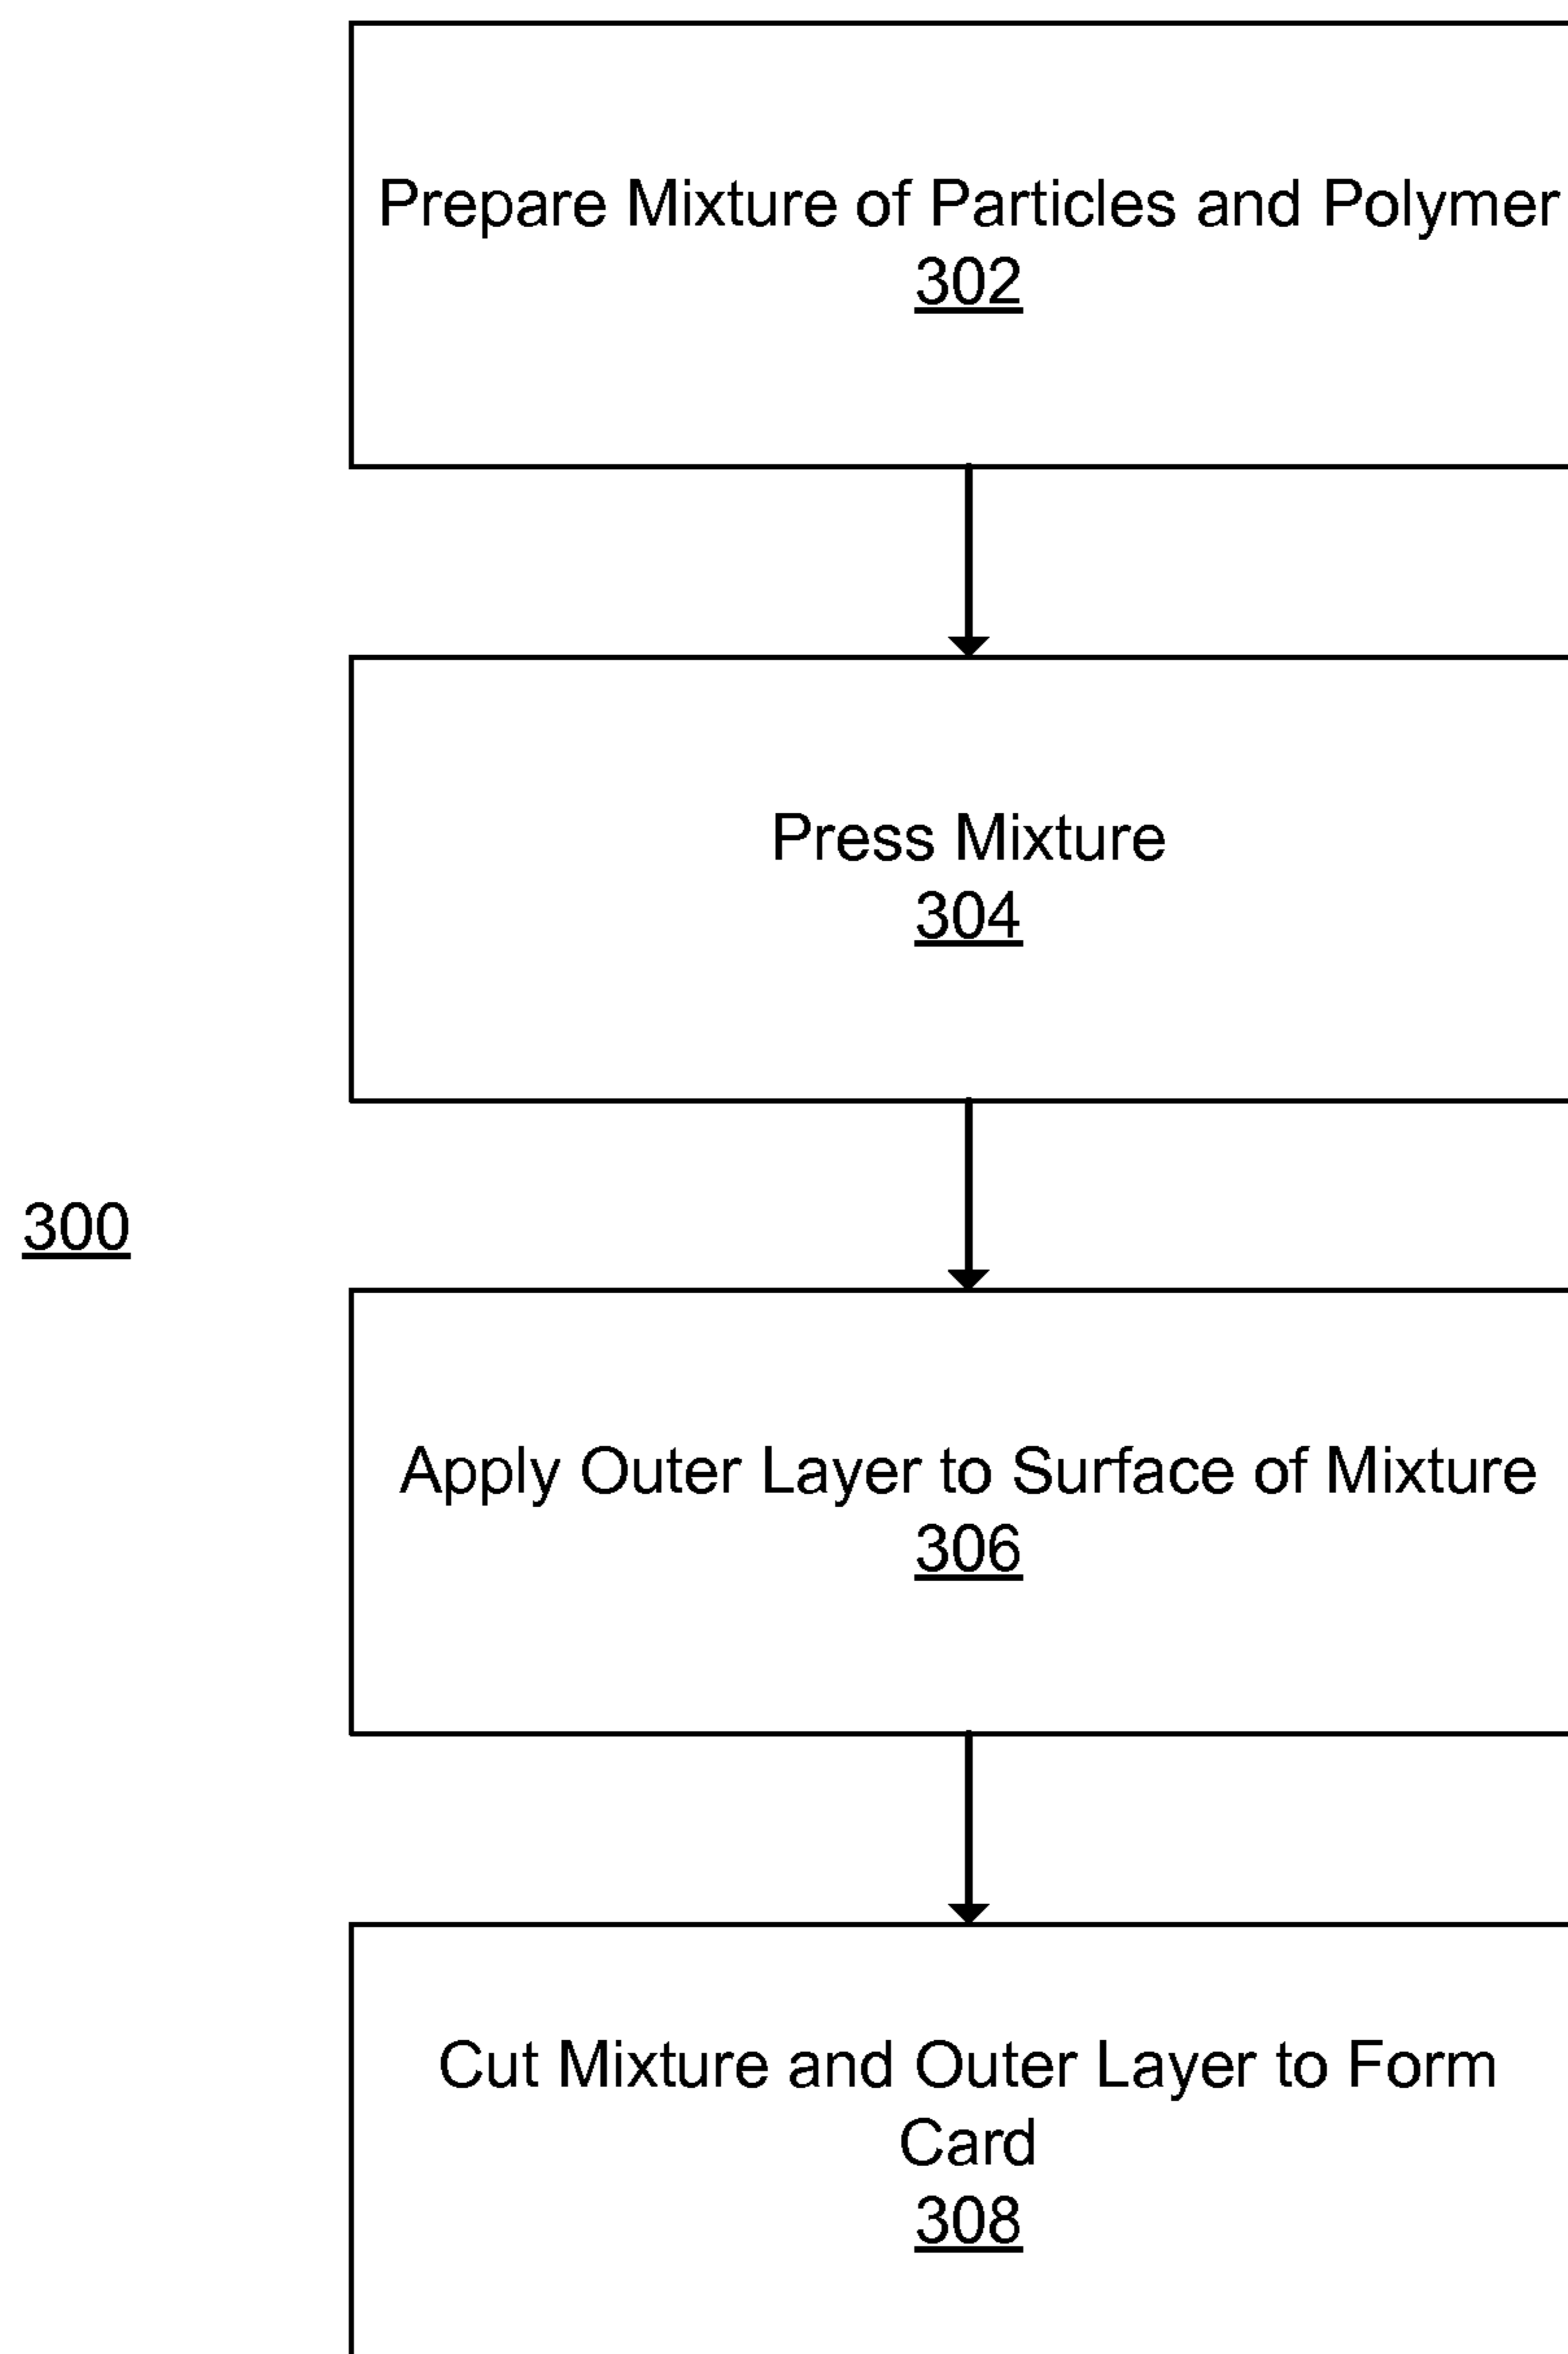 Prepare Mixture of Particles and Polymer
302
Press Mixture
304
300
Apply Outer Layer to Surface of Mixture
306
Cut Mixture and Outer Layer to Form
Card
308